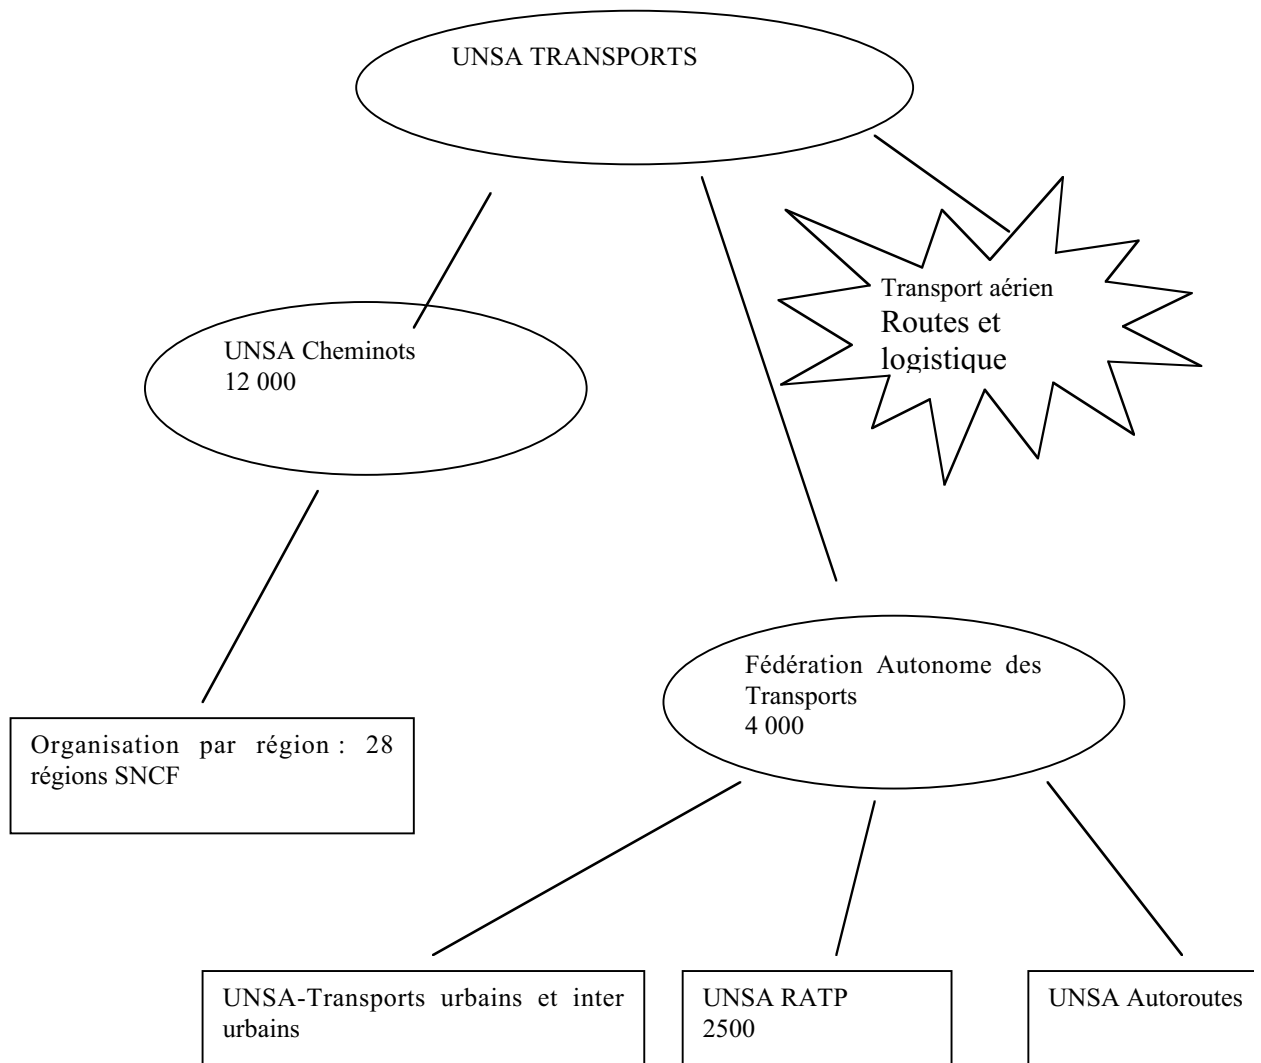 UNSA TRANSPORTS
Transport aérien
Routes et
logistique
UNSA Cheminots
12 000
Fédération Autonome des
Transports
4 000
Organisation par région : 28
régions SNCF
UNSA-Transports urbains et inter
urbains
UNSA RATP
2500
UNSA Autoroutes